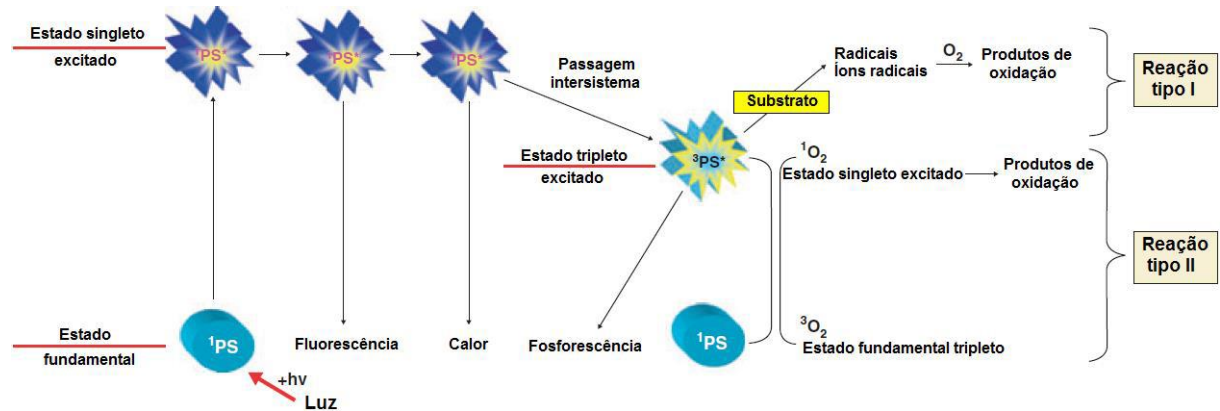 Estado singleto
excitado
¹PS*
¹PS*
¹PS*
Passagem
intersistema
Substrato
Radicais
Íons radicais
O₂
Produtos de
oxidação
Reação
tipo I
Estado tripleto
excitado
³PS*
¹O₂
Estado singleto excitado
Produtos de
oxidação
Reação
tipo II
Estado
fundamental
¹PS
+hv
Luz
Fluorescência
Calor
Fosforescência
¹PS
³O₂
Estado fundamental tripleto